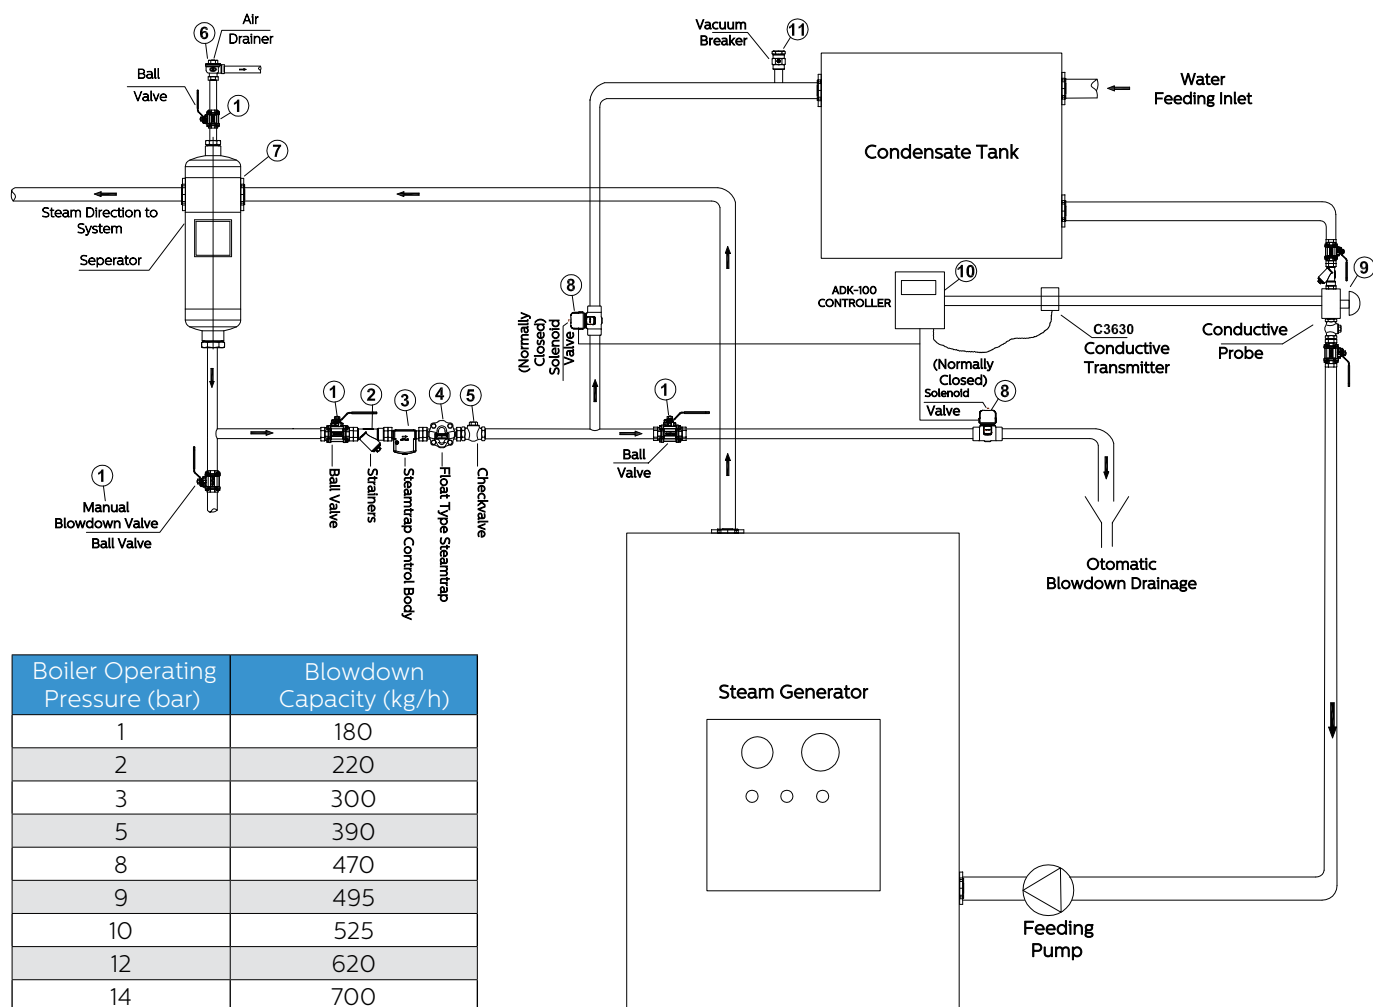 6
Air
Drainer
Ball
Valve
1
7
Steam Direction to
System
Seperator
Vacuum
Breaker
11
Water
Feeding Inlet
Condensate Tank
8
(Normally
Closed)
Solenoid
Valve
ADK-100
CONTROLLER
10
C3630
Conductive
Transmitter
9
Conductive
Probe
(Normally
Closed)
Solenoid
Valve
8
1
Ball Valve
2
Strainers
3
Steamtrap Control Body
4
Float Type Steamtrap
5
Checkvalve
1
Ball
Valve
1
Manual
Blowdown Valve
Ball Valve
Otomatic
Blowdown Drainage
Steam Generator
Feeding
Pump
Boiler Operating
Pressure (bar)
Blowdown
Capacity (kg/h)
1 180
2 220
3 300
5 390
8 470
9 495
10 525
12 620
14 700